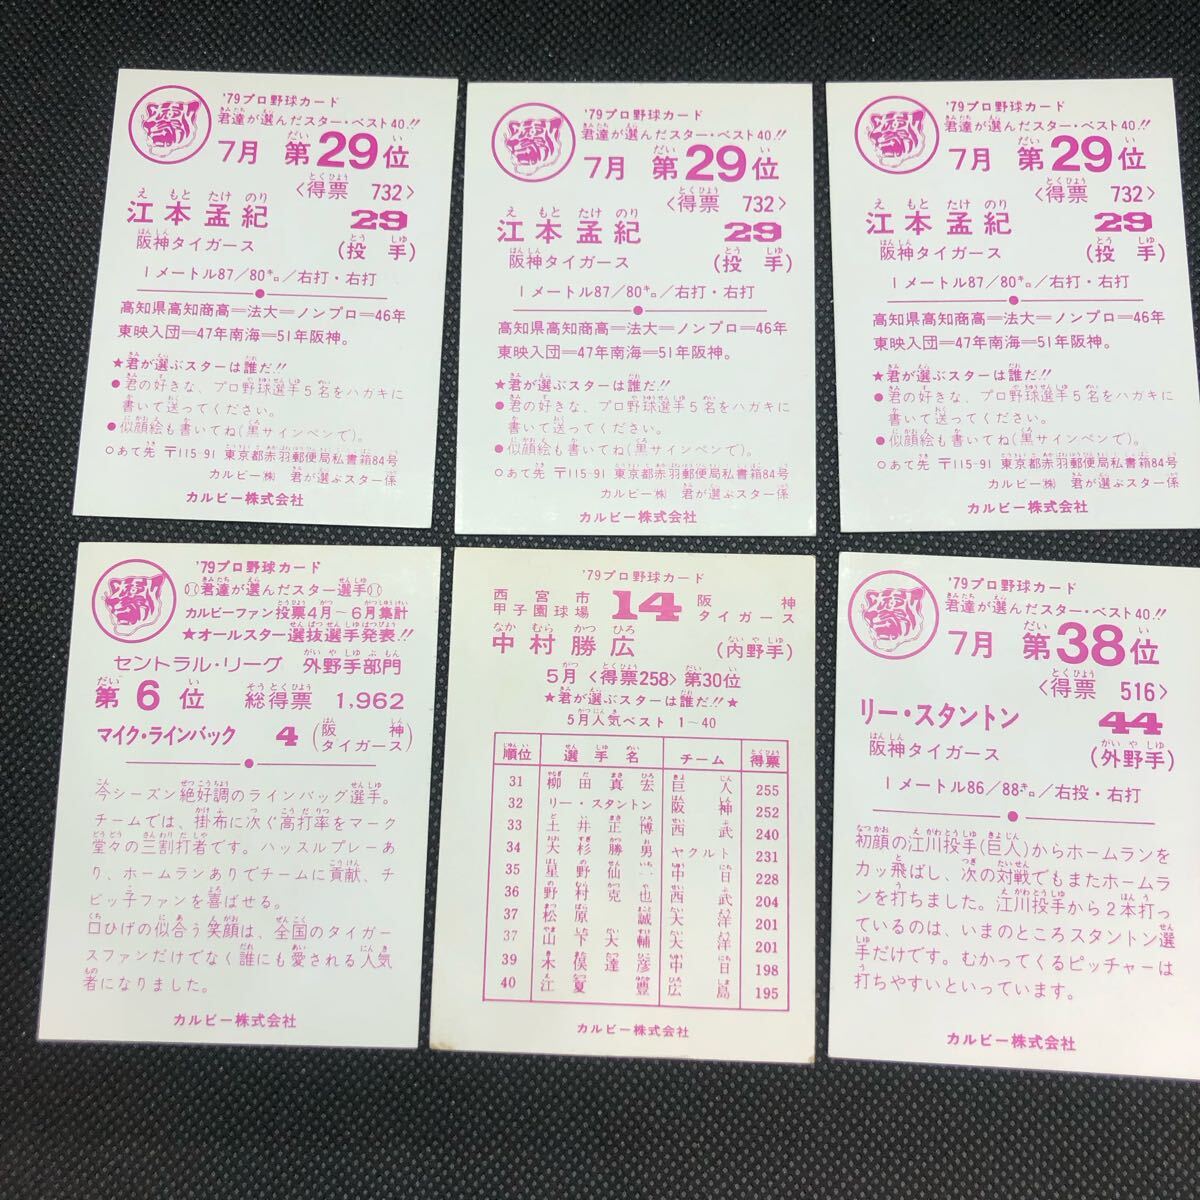 '79プロ野球カード
君達が選んだスター・ベスト40.!!
7月 第29位
〈得票 732〉
江本孟紀 29
阪神タイガース (投手)
1メートル87/80㌔/右打・右打
高知県高知商高=法大=ノンプロ=46年
東映入団=47年南海=51年阪神。
★君が選ぶスターは誰だ!!
●君の好きな、プロ野球選手5名をハガキに
書いて送ってください。
●似顔絵も書いてね(黒サインペンで)。
○あて先 〒115-91 東京都赤羽郵便局私書箱84号
カルビー㈱ 君が選ぶスター係
カルビー株式会社
'79プロ野球カード
君達が選んだスター・ベスト40.!!
7月 第29位
〈得票 732〉
江本孟紀 29
阪神タイガース (投手)
1メートル87/80㌔/右打・右打
高知県高知商高=法大=ノンプロ=46年
東映入団=47年南海=51年阪神。
★君が選ぶスターは誰だ!!
●君の好きな、プロ野球選手5名をハガキに
書いて送ってください。
●似顔絵も書いてね(黒サインペンで)。
○あて先 〒115-91 東京都赤羽郵便局私書箱84号
カルビー㈱ 君が選ぶスター係
カルビー株式会社
'79プロ野球カード
君達が選んだスター・ベスト40.!!
7月 第29位
〈得票 732〉
江本孟紀 29
阪神タイガース (投手)
1メートル87/80㌔/右打・右打
高知県高知商高=法大=ノンプロ=46年
東映入団=47年南海=51年阪神。
★君が選ぶスターは誰だ!!
●君の好きな、プロ野球選手5名をハガキに
書いて送ってください。
●似顔絵も書いてね(黒サインペンで)。
○あて先 〒115-91 東京都赤羽郵便局私書箱84号
カルビー㈱ 君が選ぶスター係
カルビー株式会社
'79プロ野球カード
君達が選んだスター選手
カルビーファン投票4月~6月集計
★オールスター選抜選手発表!!
セントラル・リーグ 外野手部門
第6位 総得票 1,962
マイク・ラインバック 4 (阪神タイガース)
今シーズン絶好調のラインバッグ選手。
チームでは、掛布に次ぐ高打率をマーク
堂々の三割打者です。ハッスルプレーあ
り、ホームランありでチームに貢献、チ
ビッ子ファンを喜ばせる。
口ひげの似合う笑顔は、全国のタイガー
スファンだけでなく誰にも愛される人気
者になりました。
カルビー株式会社
'79プロ野球カード
西宮市甲子園球場 14 阪神タイガース
中村勝広 (内野手)
5月 〈得票258〉 第30位
★君が選ぶスターは誰だ!!★
5月人気ベスト 1~40
順位 選手名 チーム 得票
31 柳田真宏 巨人 255
32 リー・スタントン 阪神 252
33 土井正博 西武 240
34 大杉勝男 ヤクルト 231
35 星野仙一 中日 228
36 野村克也 西武 204
37 松原誠 大洋 201
37 山下大輔 大洋 201
39 木俣達彦 中日 198
40 江夏豊 広島 195
カルビー株式会社
'79プロ野球カード
君達が選んだスター・ベスト40.!!
7月 第38位
〈得票 516〉
リー・スタントン 44
阪神タイガース (外野手)
1メートル86/88㌔/右投・右打
初顔の江川投手(巨人)からホームランを
カッ飛ばし、次の対戦でもまたホームラ
ンを打ちました。江川投手から2本打っ
ているのは、いまのところスタントン選
手だけです。むかってくるピッチャーは
打ちやすいといっています。
カルビー株式会社